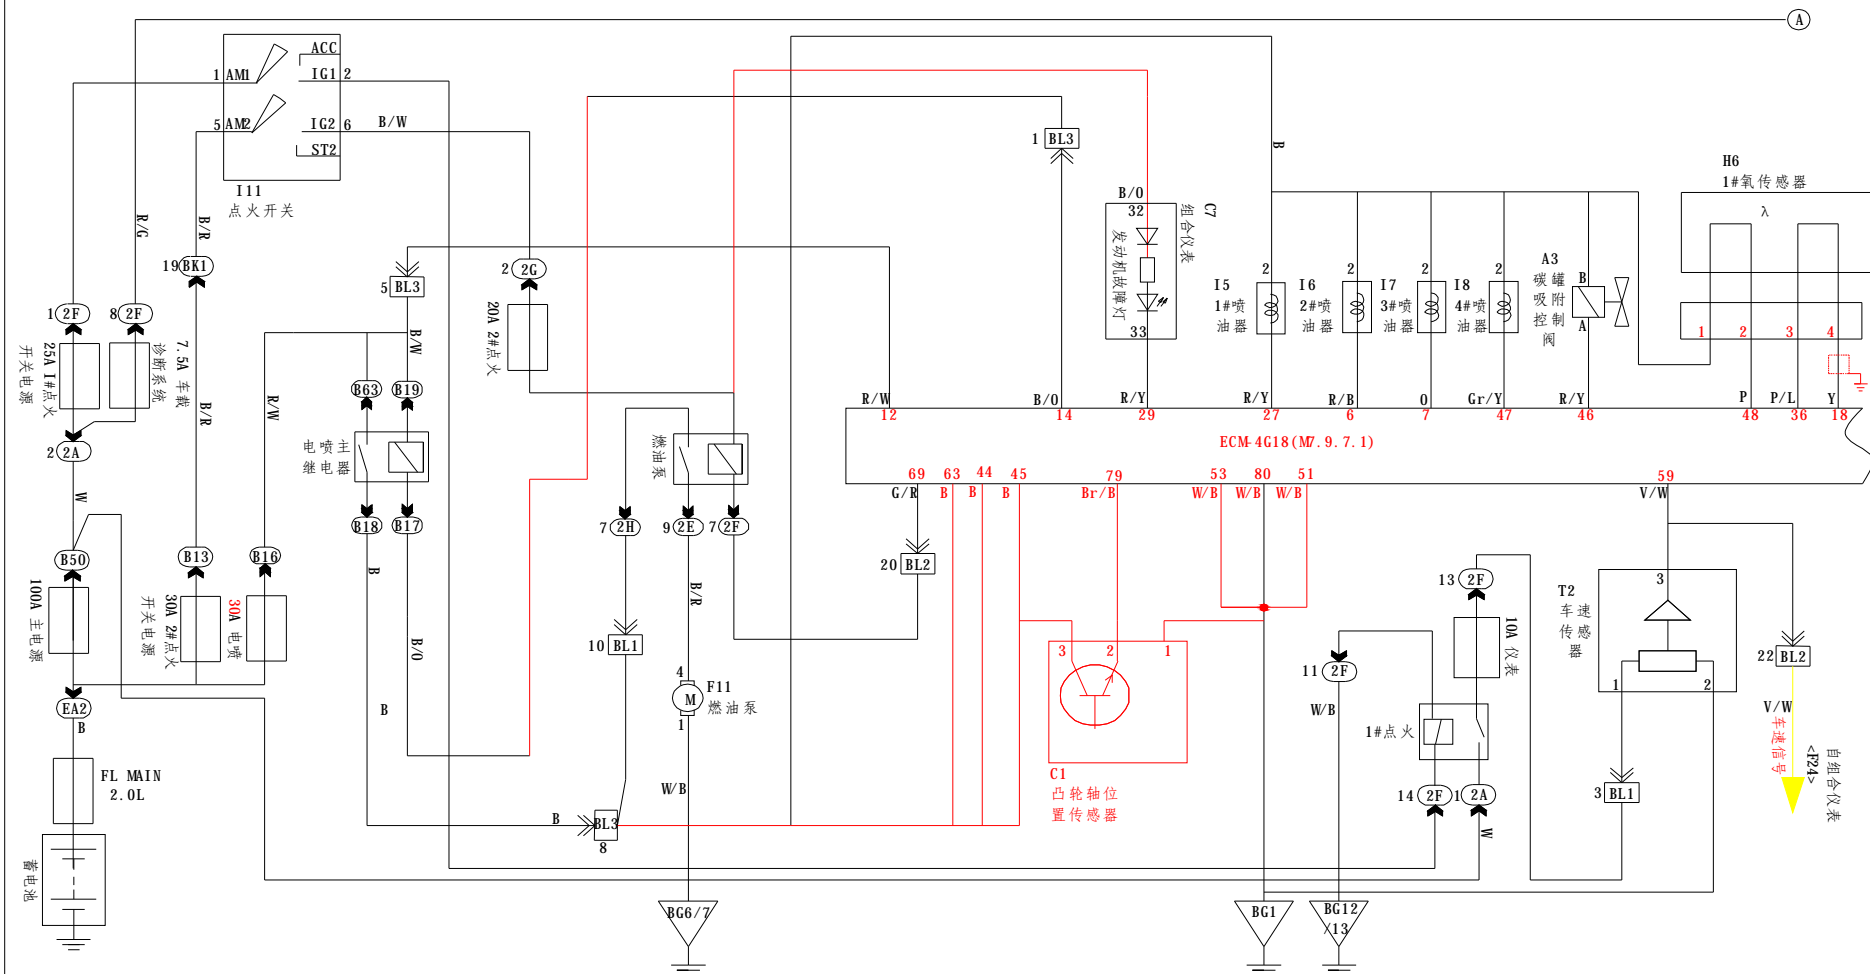 A
ACC
1 AM1 IG1 2
5 AM2 IG2 6 B/W
ST2
I11
点火开关
R/G
B/R
19 BK1
1 2F
8 2F
开关电源
25A I#点火
诊断系统
7.5A 车载
B/R
R/W
2 2A
W
B50
B13
B16
100A 主电源
开关电源
30A 2#点火
30A 电喷
EA2
B
FL MAIN
2.0L
蓄电池
5 BL3
B/W
B63
B19
电喷主
继电器
B18
B17
B
B/O
B
2 2G
20A 2#点火
燃油泵
7 2H
9 2E
7 2F
B/R
10 BL1
4
M
1
F11
燃油泵
W/B
B
BL3
8
BG6/7
1 BL3
B/O
32
C7
组合仪表
发动机故障灯
33
B
I5
1#喷
油器
2
I6
2#喷
油器
2
I7
3#喷
油器
2
I8
4#喷
油器
2
A3
碳罐
吸附
控制
阀
B
A
H6
1#氧传感器
λ
1 2 3 4
R/W B/O R/Y R/Y R/B O Gr/Y R/Y P P/L Y
12 14 29 27 6 7 47 46 48 36 18
ECM-4G18(M7.9.7.1)
69 63 44 45 79 53 80 51 59
G/R B B B Br/B W/B W/B W/B V/W
20 BL2
3 2 1
C1
凸轮轴位
置传感器
13 2F
10A 仪表
11 2F
W/B
1#点火
14 2F
1 2A
W
T2
车速
传感
器
3
1 2
22 BL2
V/W
车速信号
<F24>
自组合仪表
3 BL1
BG1
BG12
/13